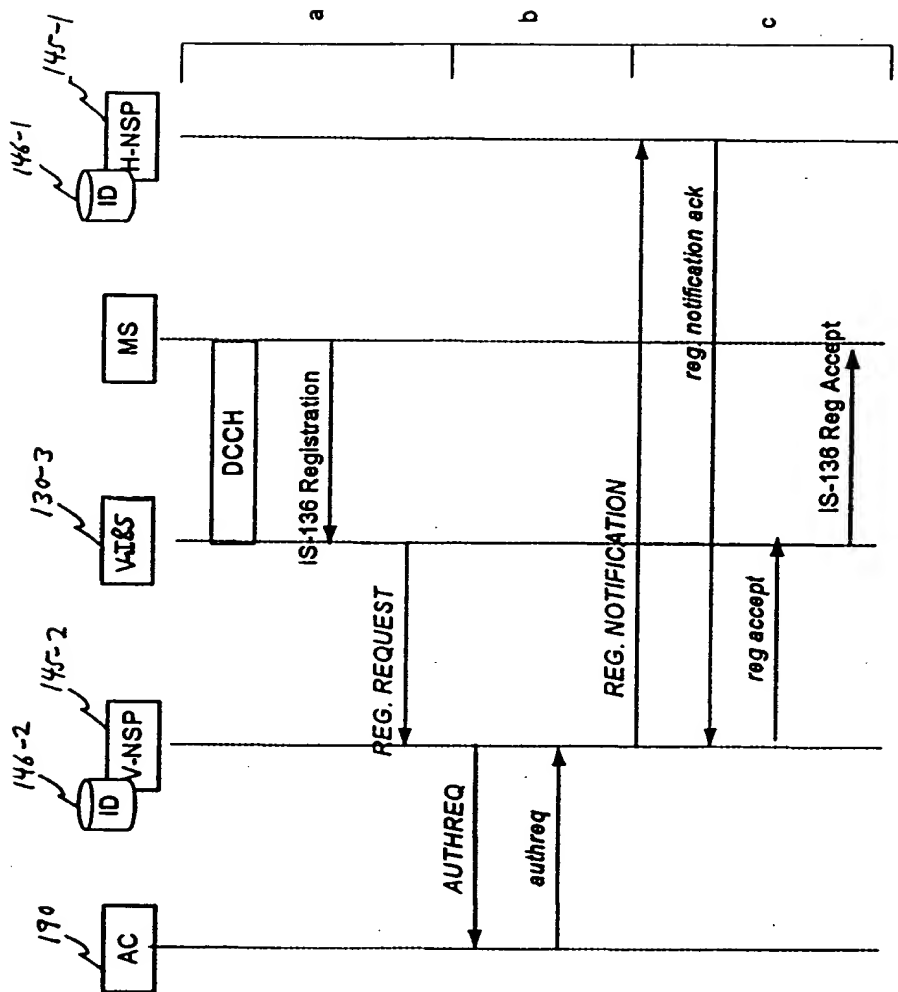 190
146-2
145-2
130-3
146-1
145-1
AC
ID
V-NSP
MS
ID
H-NSP
DCCH
IS-136 Registration
REG. REQUEST
a
AUTHREQ
authreq
b
REG. NOTIFICATION
reg. notification ack
reg accept
IS-136 Reg Accept
c